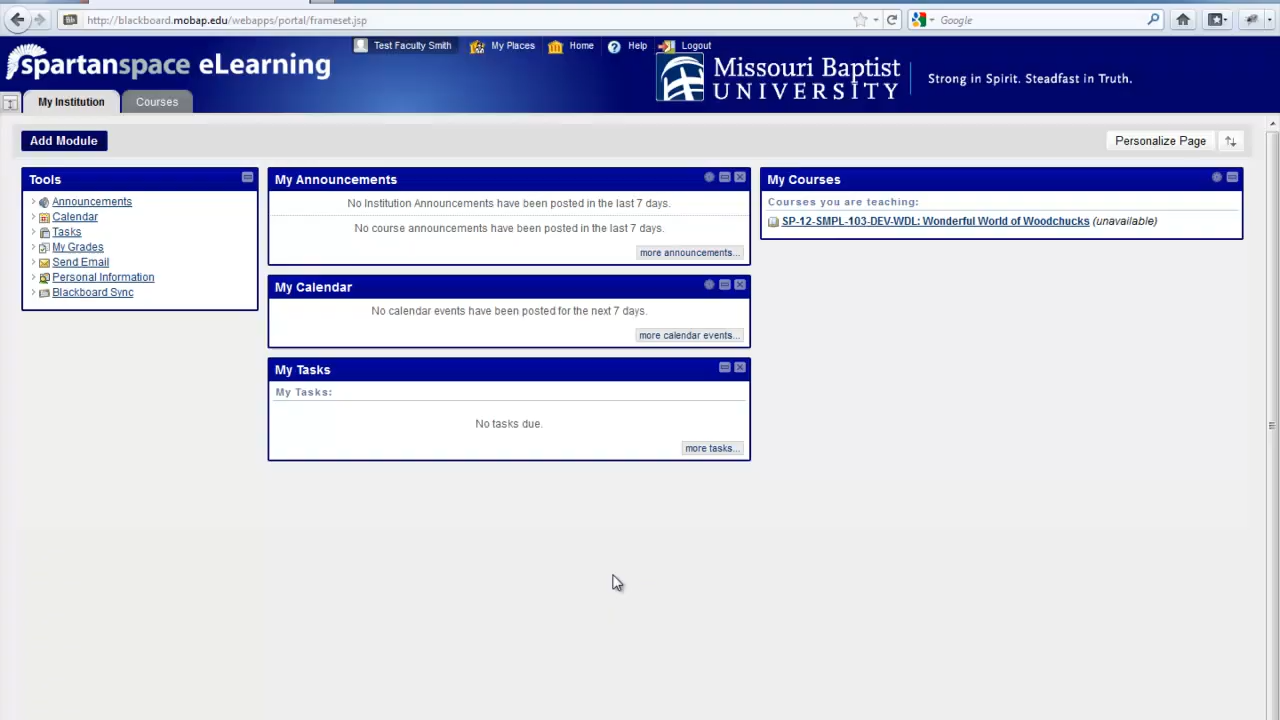 http://blackboard.mobap.edu/webapps/portal/frameset.jsp
Google
Test Faculty Smith
My Places
Home
Help
Logout
spartanspace eLearning
Missouri Baptist
UNIVERSITY
Strong in Spirit. Steadfast in Truth.
My Institution
Courses
Add Module
Personalize Page
Tools
Announcements
Calendar
Tasks
My Grades
Send Email
Personal Information
Blackboard Sync
My Announcements
No Institution Announcements have been posted in the last 7 days.
No course announcements have been posted in the last 7 days.
more announcements...
My Calendar
No calendar events have been posted for the next 7 days.
more calendar events...
My Tasks
My Tasks:
No tasks due.
more tasks...
My Courses
Courses you are teaching:
SP-12-SMPL-103-DEV-WDL: Wonderful World of Woodchucks (unavailable)